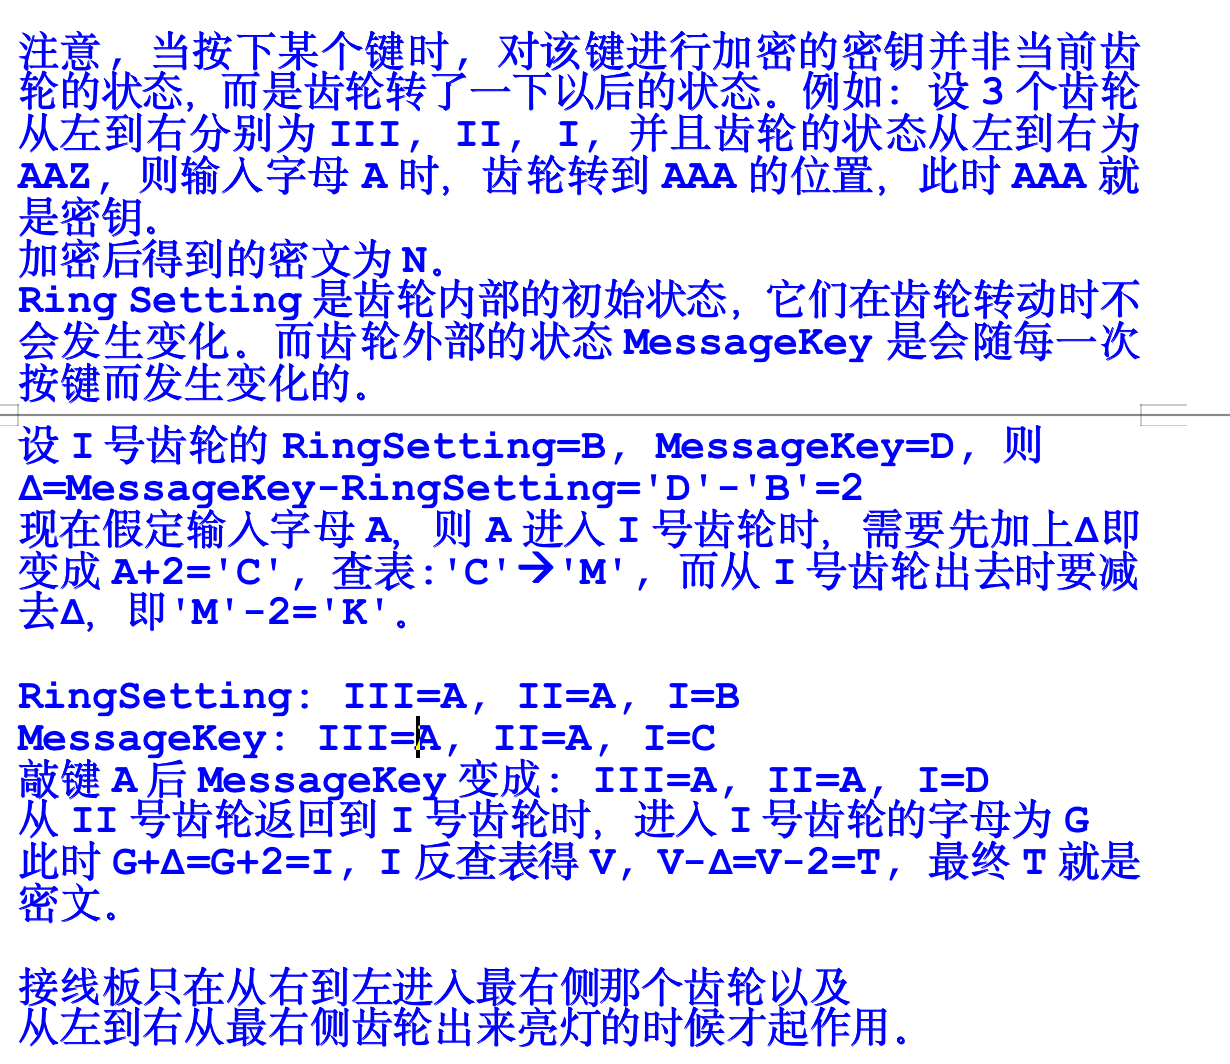 注意，当按下某个键时，对该键进行加密的密钥并非当前齿
轮的状态，而是齿轮转了一下以后的状态。例如：设 3 个齿轮
从左到右分别为 III，II，I，并且齿轮的状态从左到右为
AAZ，则输入字母 A 时，齿轮转到 AAA 的位置，此时 AAA 就
是密钥。
加密后得到的密文为 N。
Ring Setting 是齿轮内部的初始状态，它们在齿轮转动时不
会发生变化。而齿轮外部的状态 MessageKey 是会随每一次
按键而发生变化的。
设 I 号齿轮的 RingSetting=B, MessageKey=D, 则
Δ=MessageKey-RingSetting='D'-'B'=2
现在假定输入字母 A，则 A 进入 I 号齿轮时，需要先加上Δ即
变成 A+2='C', 查表:'C'→'M', 而从 I 号齿轮出去时要减
去Δ，即'M'-2='K'。
RingSetting: III=A, II=A, I=B
MessageKey: III=A, II=A, I=C
敲键 A 后 MessageKey 变成: III=A, II=A, I=D
从 II 号齿轮返回到 I 号齿轮时，进入 I 号齿轮的字母为 G
此时 G+Δ=G+2=I, I 反查表得 V, V-Δ=V-2=T, 最终 T 就是
密文。
接线板只在从右到左进入最右侧那个齿轮以及
从左到右从最右侧齿轮出来亮灯的时候才起作用。